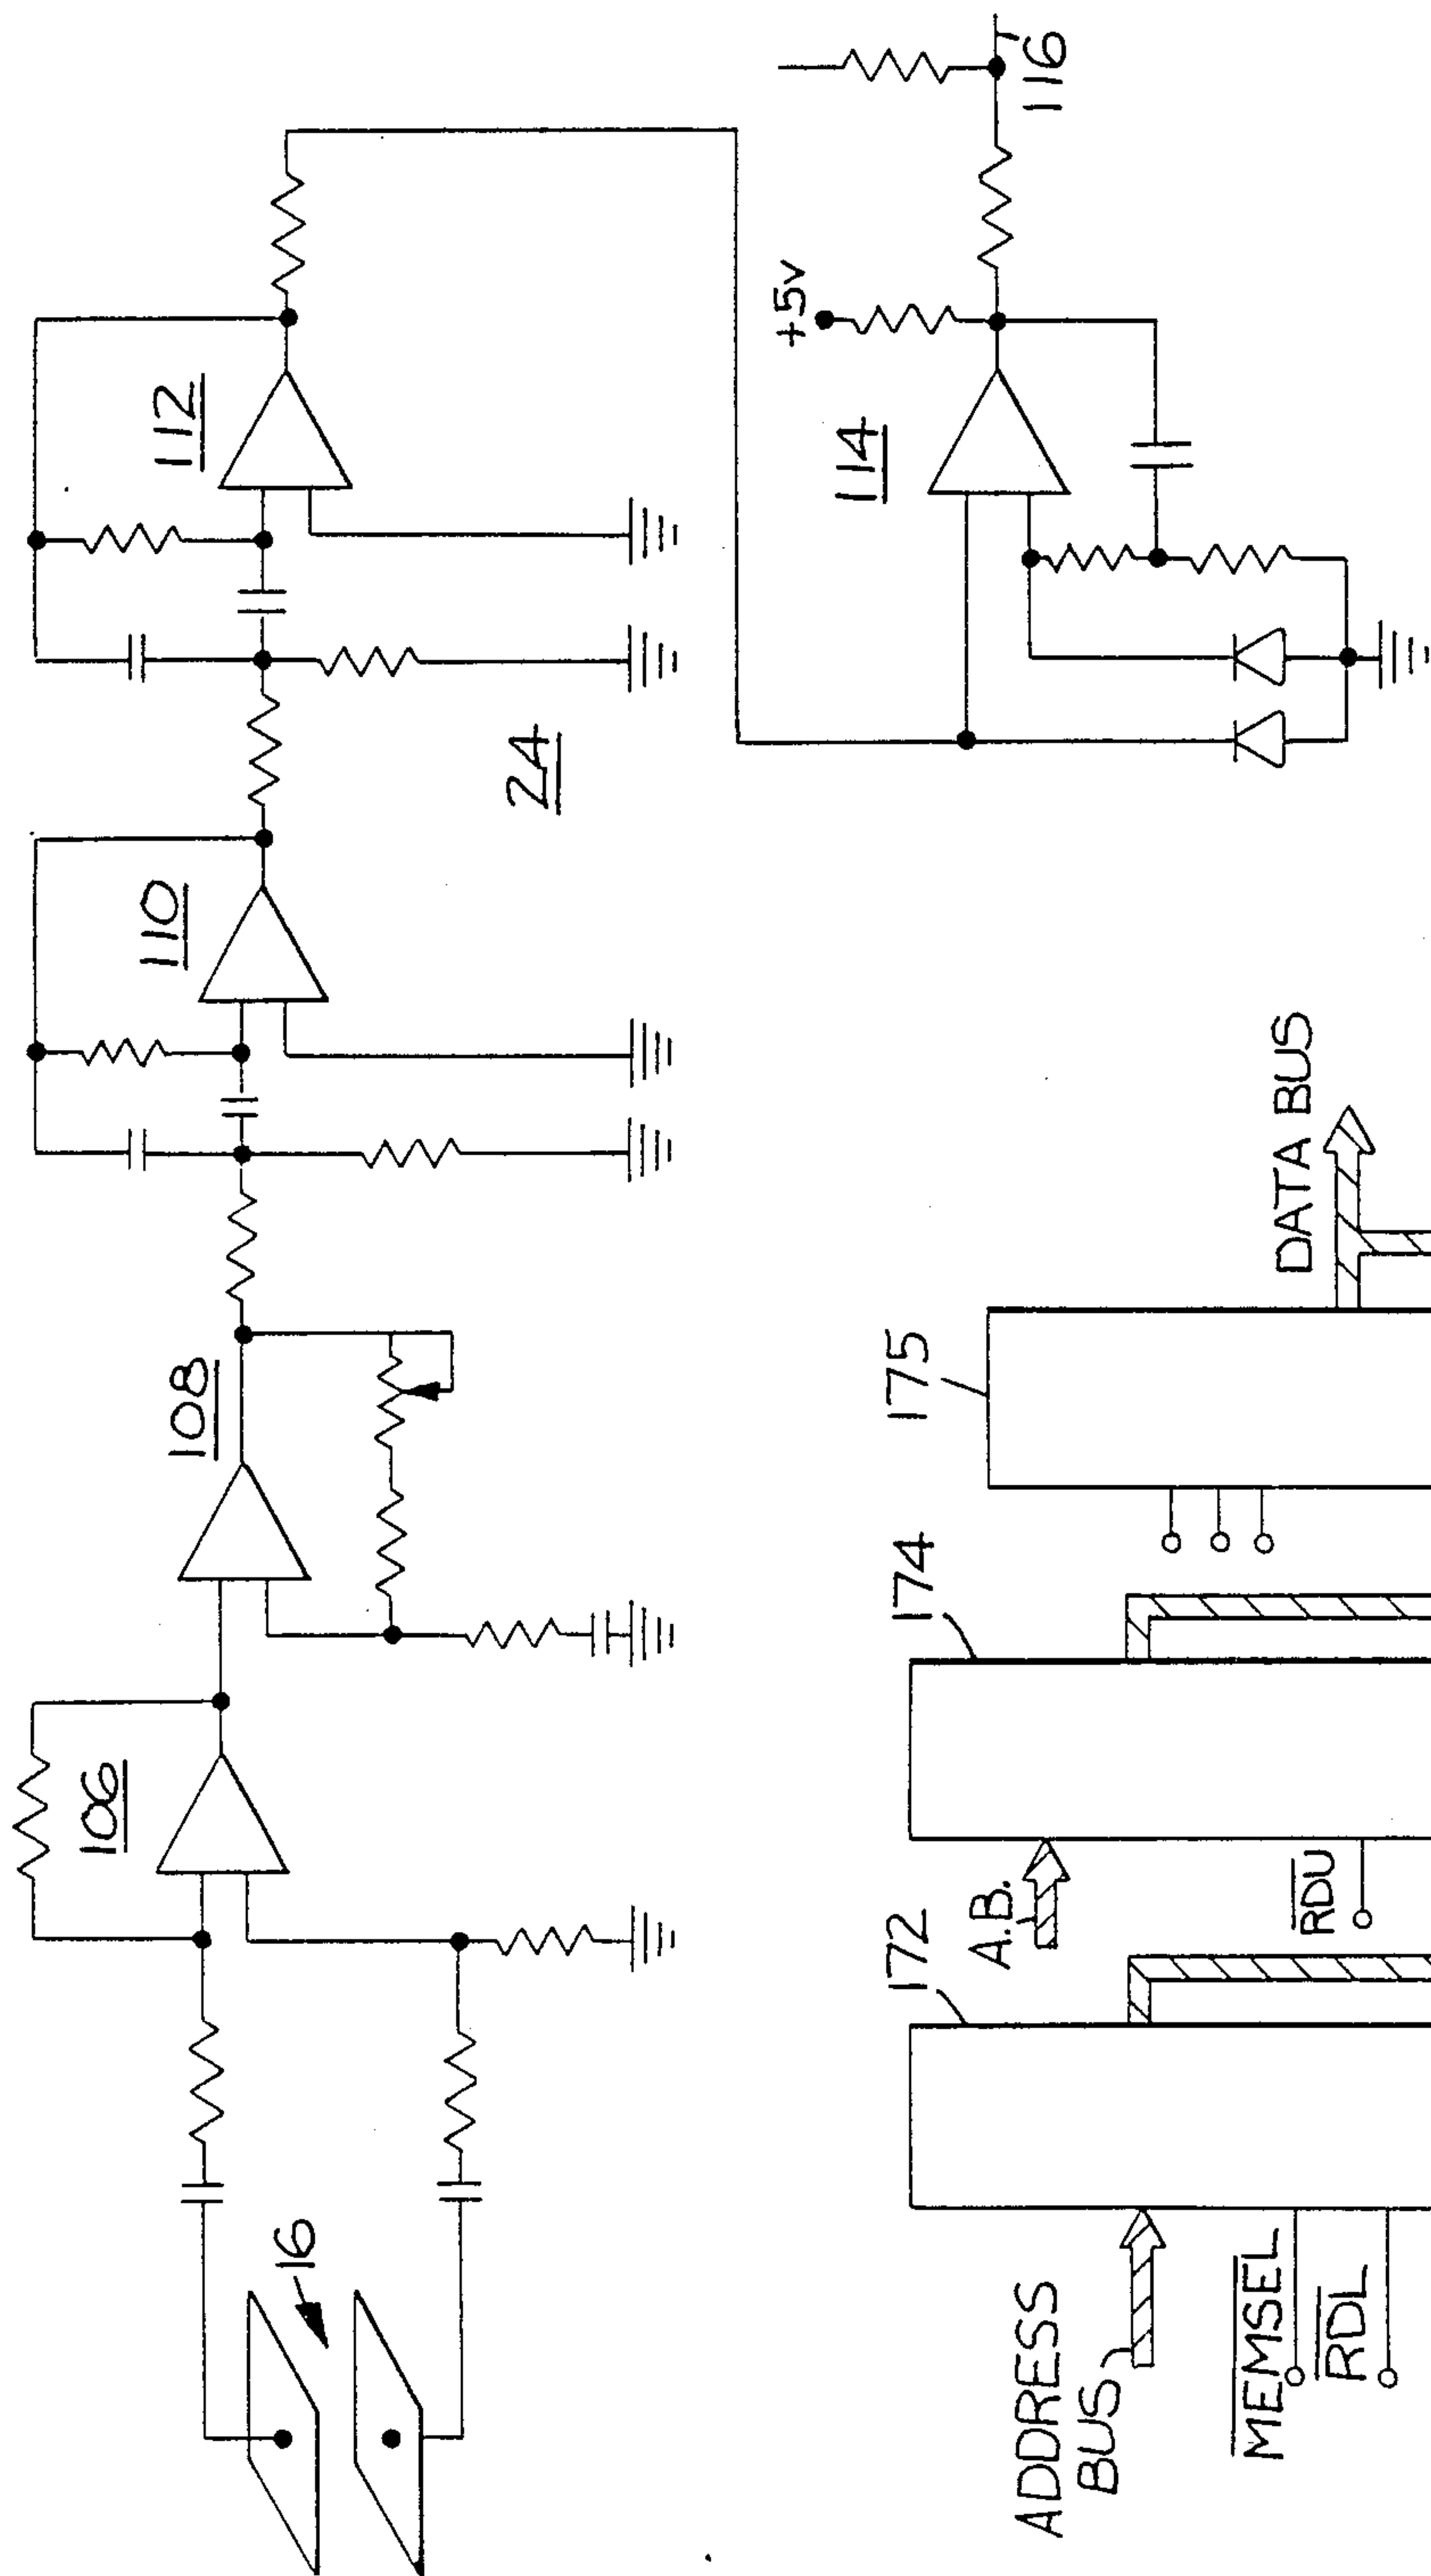 16
106
108
110
112
24
+5v
114
116
ADDRESS
BUS
MEMSEL
RDL
172
A.B.
RDU
174
175
DATA BUS